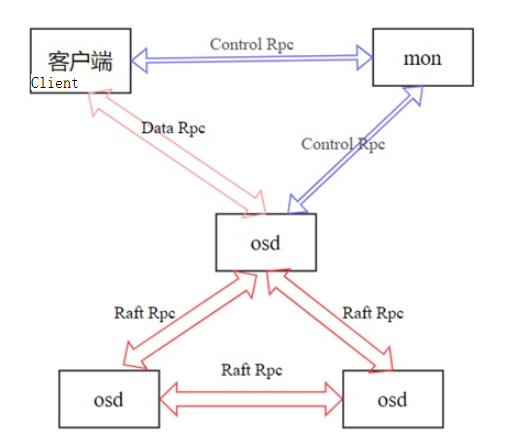 Control Rpc
客户端
mon
Client
Data Rpc
Control Rpc
osd
Raft Rpc
Raft Rpc
Raft Rpc
osd
osd